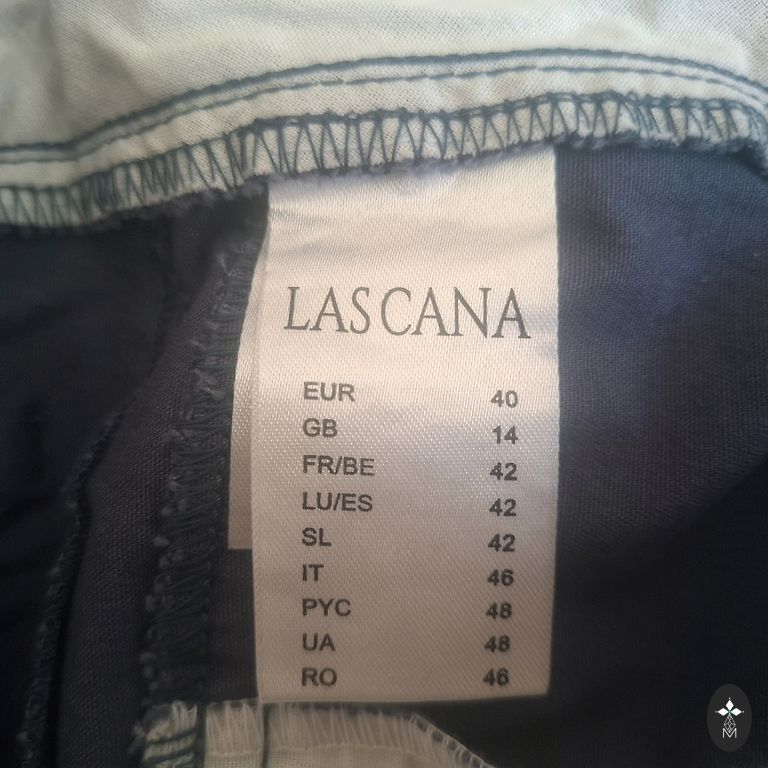 LASCANA
EUR 40
GB 14
FR/BE 42
LU/ES 42
SL 42
IT 46
РУС 48
UA 48
RO 46
M